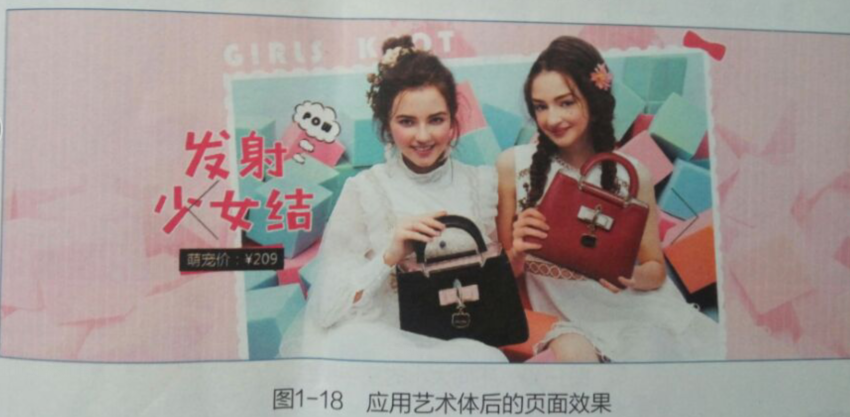 GIRLS KNOT
POW
发射
少女结
萌宠价：¥209
图1-18 应用艺术体后的页面效果